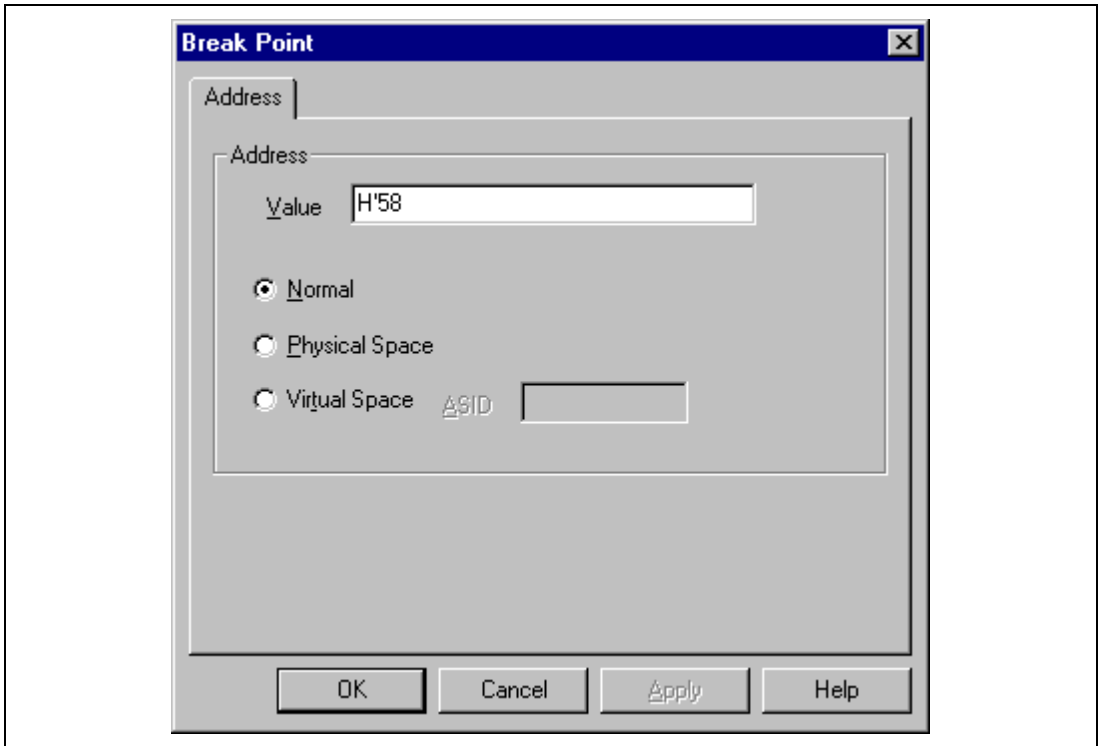 Break Point
Address
Address
Value H'58
Normal
Physical Space
Virtual Space ASID
OK Cancel Apply Help